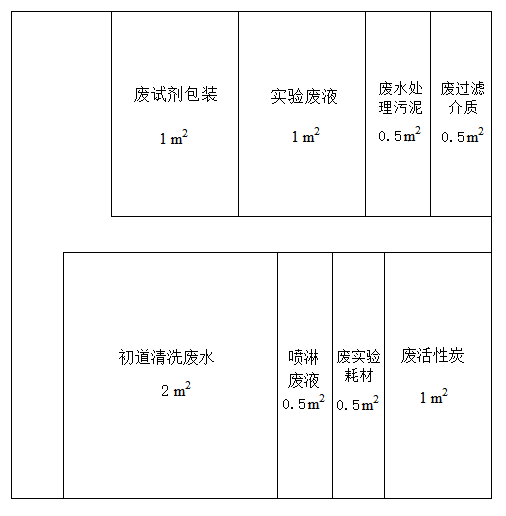 废试剂包装
1 m²
实验废液
1 m²
废水处
理污泥
0.5m²
废过滤
介质
0.5m²
初道清洗废水
2 m²
喷淋
废液
0.5m²
废实验
耗材
0.5m²
废活性炭
1 m²